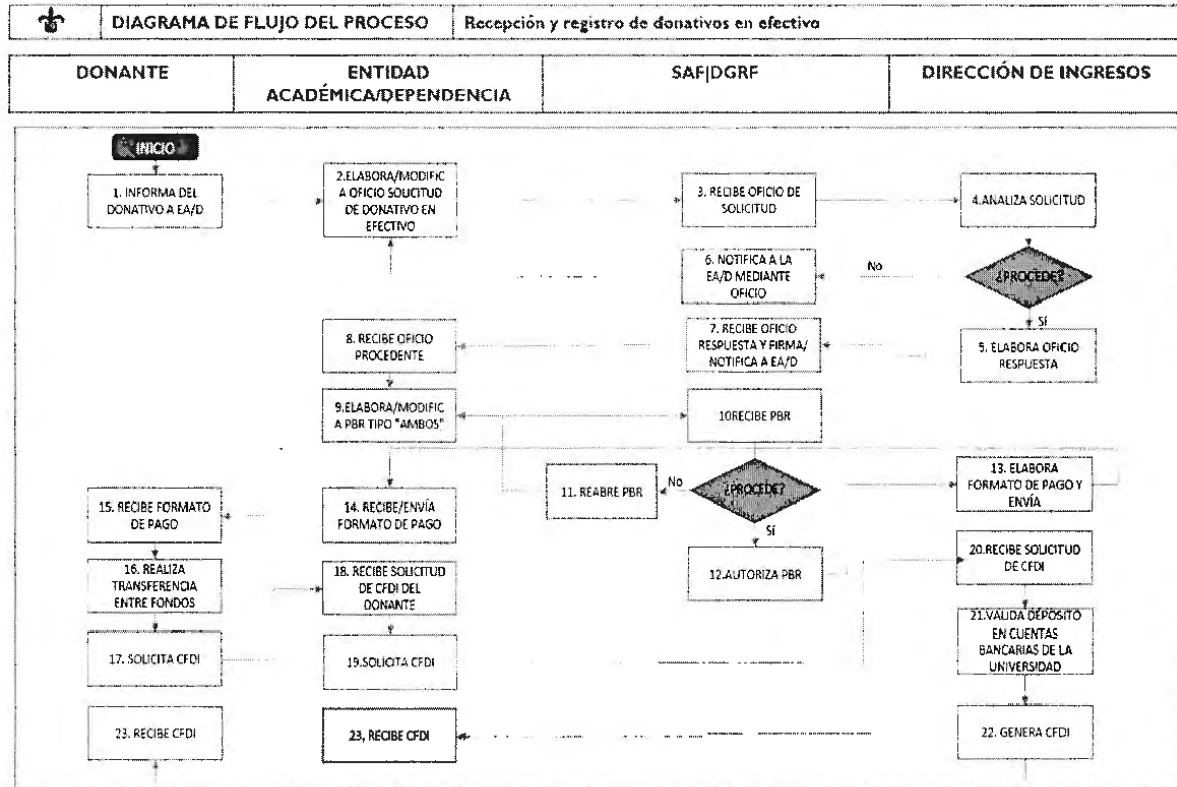 DIAGRAMA DE FLUJO DEL PROCESO
Recepción y registro de donativos en efectivo
DONANTE
ENTIDAD
ACADÉMICA/DEPENDENCIA
SAF|DGRF
DIRECCIÓN DE INGRESOS
INICIO
1. INFORMA DEL
DONATIVO A EA/D
2.ELABORA/MODIFIC
A OFICIO SOLICITUD
DE DONATIVO EN
EFECTIVO
3. RECIBE OFICIO DE
SOLICITUD
4.ANALIZA SOLICITUD
6. NOTIFICA A LA
EA/D MEDIANTE
OFICIO
No
¿PROCEDE?
Sí
8. RECIBE OFICIO
PROCEDENTE
7. RECIBE OFICIO
RESPUESTA Y FIRMA/
NOTIFICA A EA/D
5. ELABORA OFICIO
RESPUESTA
9.ELABORA/MODIFIC
A PBR TIPO "AMBOS"
10RECIBE PBR
11. REABRE PBR
No
¿PROCEDE?
Sí
13. ELABORA
FORMATO DE PAGO Y
ENVÍA
15. RECIBE FORMATO
DE PAGO
14. RECIBE/ENVÍA
FORMATO DE PAGO
16. REALIZA
TRANSFERENCIA
ENTRE FONDOS
18. RECIBE SOLICITUD
DE CFDI DEL
DONANTE
12.AUTORIZA PBR
20.RECIBE SOLICITUD
DE CFDI
17. SOLICITA CFDI
19.SOLICITA CFDI
21.VALIDA DEPÓSITO
EN CUENTAS
BANCARIAS DE LA
UNIVERSIDAD
23. RECIBE CFDI
23, RECIBE CFDI
22. GENERA CFDI